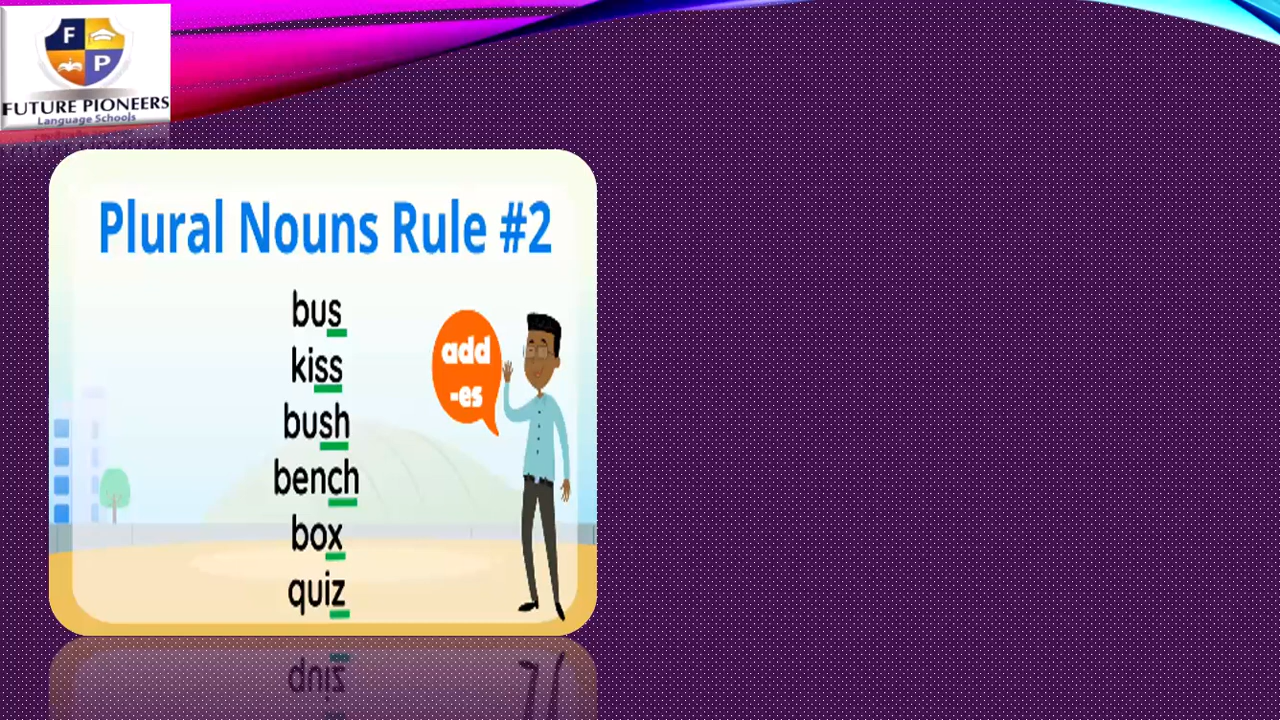 F
P
FUTURE PIONEERS
Language Schools
Plural Nouns Rule #2
bus
kiss
bush
bench
box
quiz
add
-es